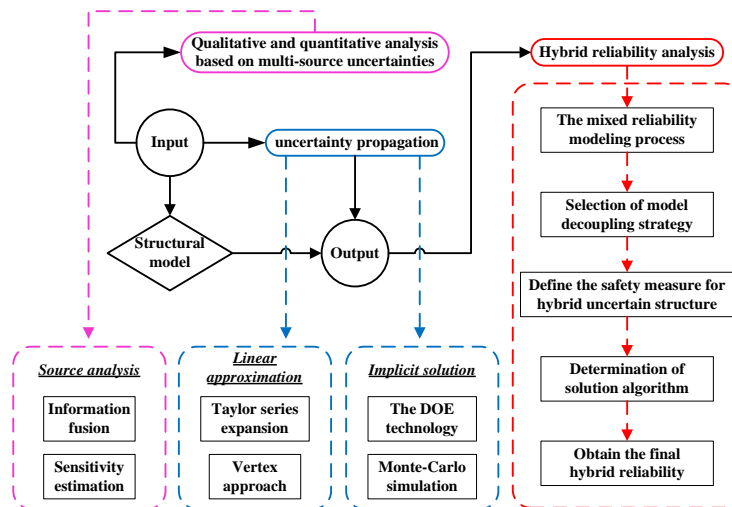 Qualitative and quantitative analysis
based on multi-source uncertainties
Hybrid reliability analysis
Input
uncertainty propagation
Structural
model
Output
The mixed reliability
modeling process
Selection of model
decoupling strategy
Define the safety measure for
hybrid uncertain structure
Determination of
solution algorithm
Obtain the final
hybrid reliability
Source analysis
Information
fusion
Sensitivity
estimation
Linear
approximation
Taylor series
expansion
Vertex
approach
Implicit solution
The DOE
technology
Monte-Carlo
simulation